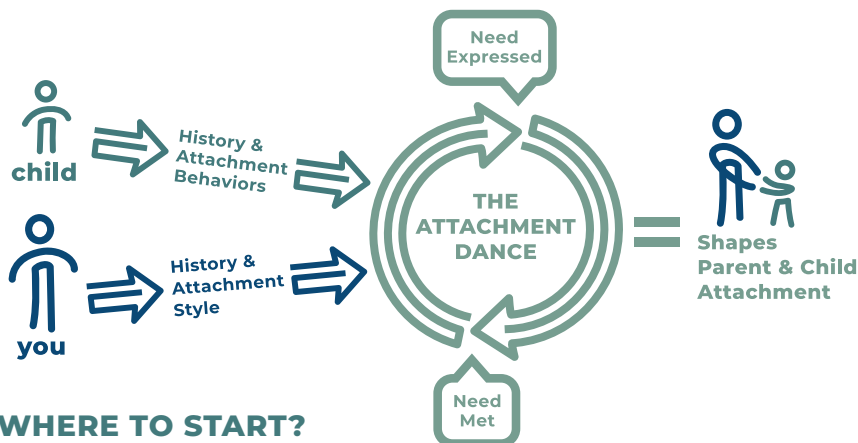 Need
Expressed
child
History &
Attachment
Behaviors
THE
ATTACHMENT
DANCE
you
History &
Attachment
Style
Shapes
Parent & Child
Attachment
Need
Met
WHERE TO START?